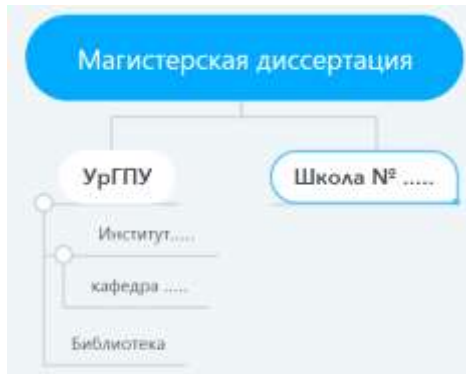 Магистерская диссертация
УрГПУ
Школа № .....
Институт.....
кафедра .....
Библиотека